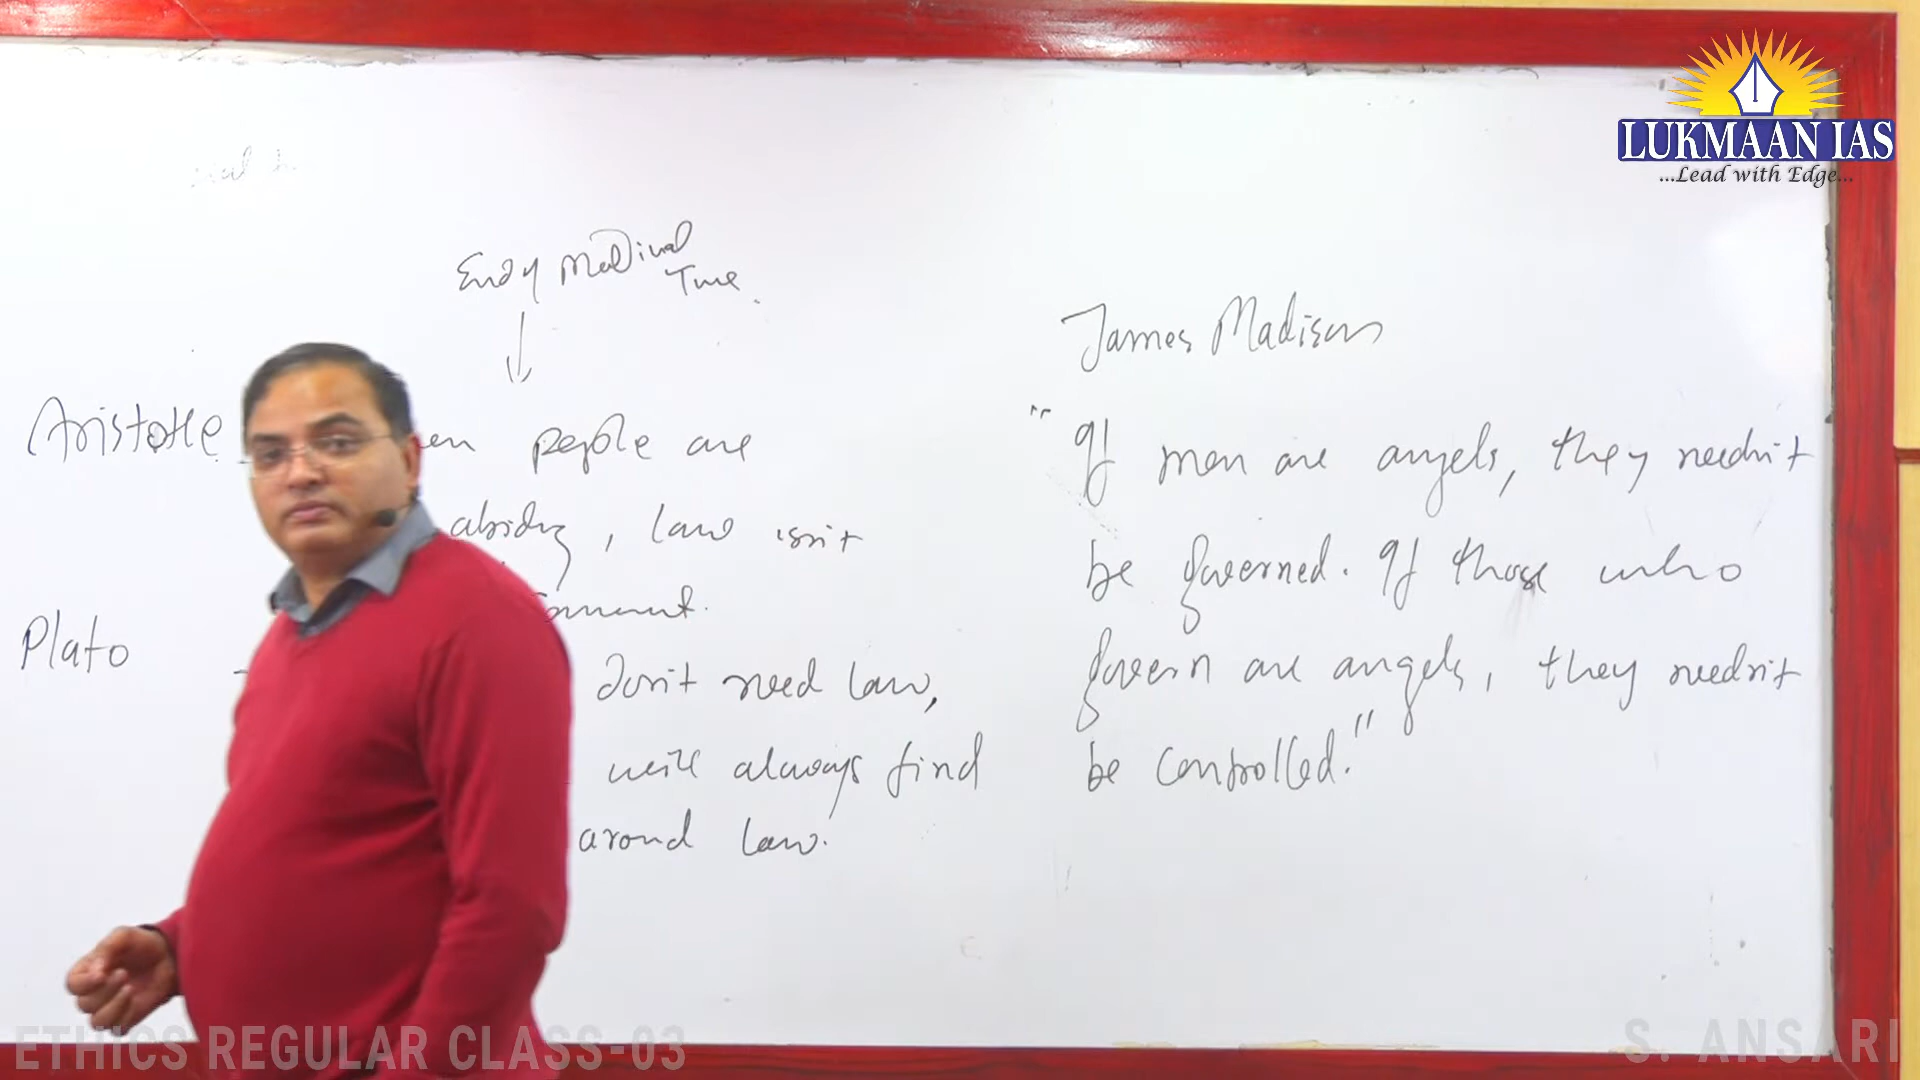 LUKMAAN IAS
...Lead with Edge...
End of Medival
Time
Aristotle
en people are
abiding, law isn't
Plato
don't need law,
will always find
around law.
James Madison
"If men are angels, they needn't
be governed. If those who
govern are angels, they needn't
be controlled."
ETHICS REGULAR CLASS-03
S. ANSARI